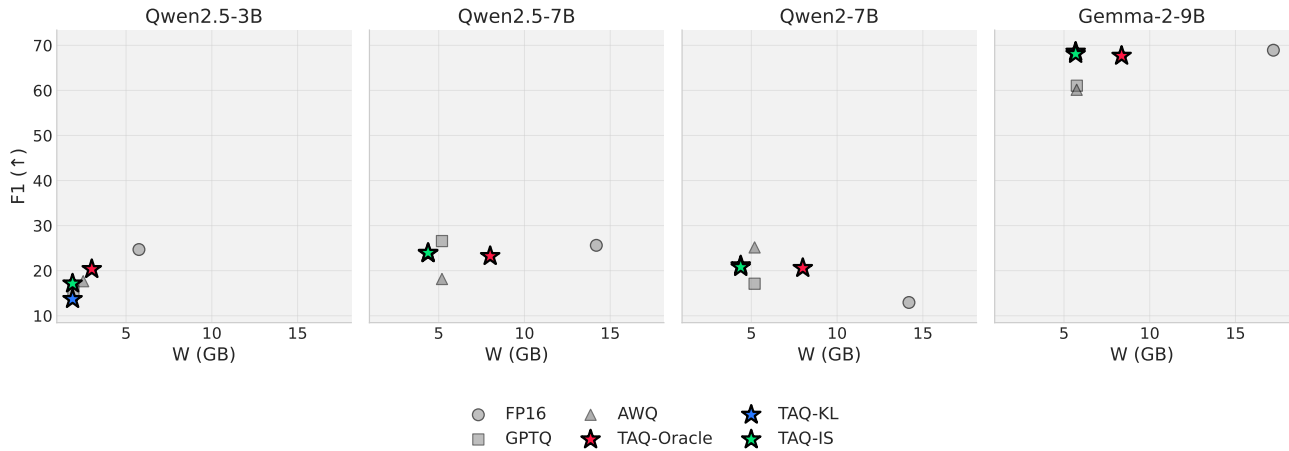 Qwen2.5-3B Qwen2.5-7B Qwen2-7B Gemma-2-9B
F1 (↑)
70
60
50
40
30
20
10
5 10 15 5 10 15 5 10 15 5 10 15
W (GB) W (GB) W (GB) W (GB)
FP16 AWQ TAQ-KL
GPTQ TAQ-Oracle TAQ-IS